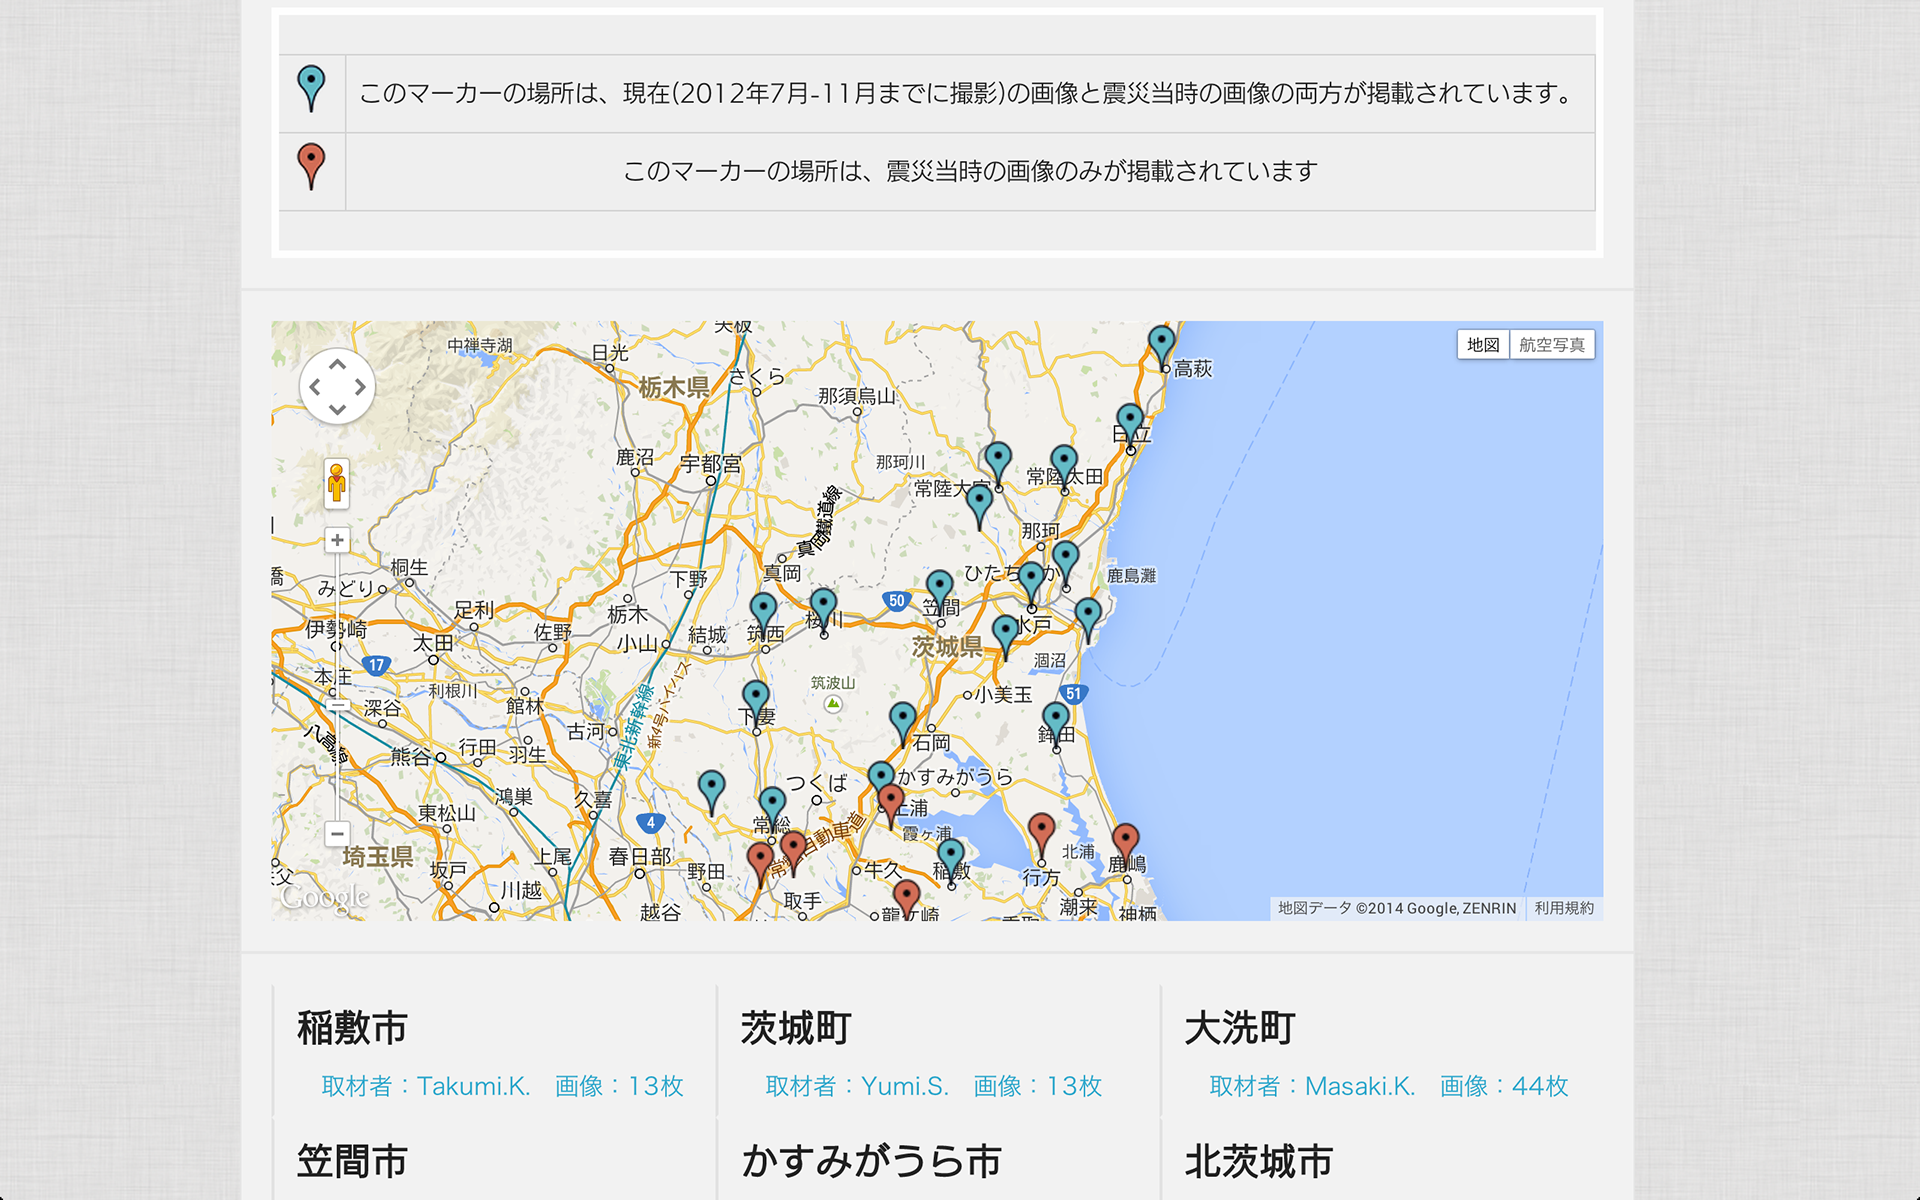 このマーカーの場所は、現在(2012年7月-11月までに撮影)の画像と震災当時の画像の両方が掲載されています。
このマーカーの場所は、震災当時の画像のみが掲載されています
矢板
中禅寺湖
日光
地図
航空写真
高萩
さくら
栃木県
那須烏山
日立
鹿沼
宇都宮
那珂川
常陸太田
真岡鐵道線
那珂
真岡
鹿島灘
桐生
みどり
下野
50
笠間
足利
栃木
桜川
水戸
伊勢崎
太田
佐野
小山
結城
筑西
茨城県
17
涸沼
本庄
利根川
館林
筑波山
小美玉
51
深谷
東北新幹線
新4号バイパス
下妻
古河
石岡
鉾田
八高線
熊谷
行田
羽生
つくば
かすみがうら
鴻巣
久喜
東松山
4
常総
土浦
霞ヶ浦
常磐自動車道
埼玉県
坂戸
上尾
春日部
野田
牛久
稲敷
行方
北浦
鹿嶋
川越
越谷
取手
龍ケ崎
潮来
神栖
Google
地図データ ©2014 Google, ZENRIN
利用規約
稲敷市
取材者：Takumi.K. 画像：13枚
茨城町
取材者：Yumi.S. 画像：13枚
大洗町
取材者：Masaki.K. 画像：44枚
笠間市
かすみがうら市
北茨城市